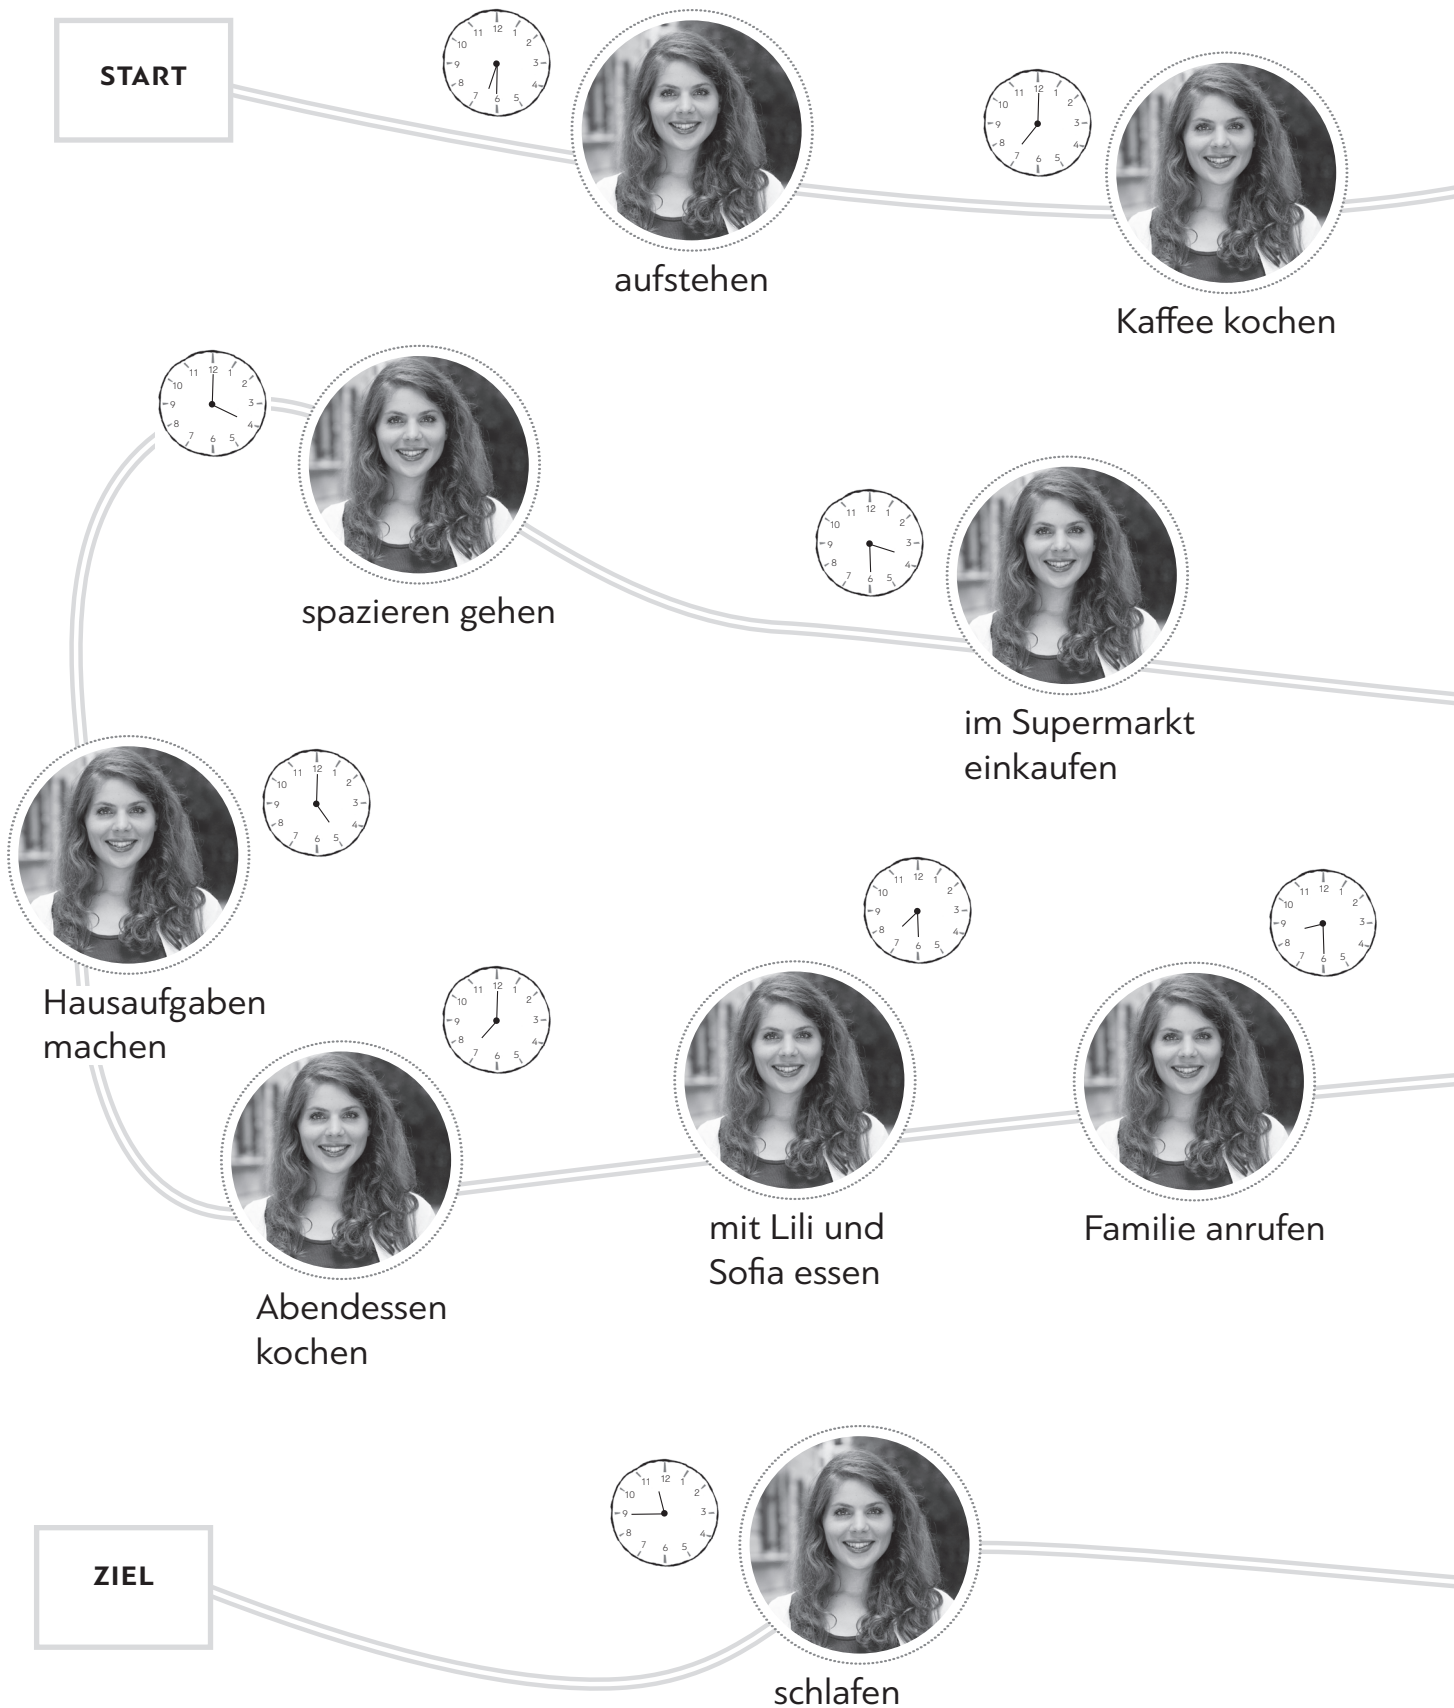 START
aufstehen
Kaffee kochen
spazieren gehen
im Supermarkt
einkaufen
Hausaufgaben
machen
Abendessen
kochen
mit Lili und
Sofia essen
Familie anrufen
schlafen
ZIEL